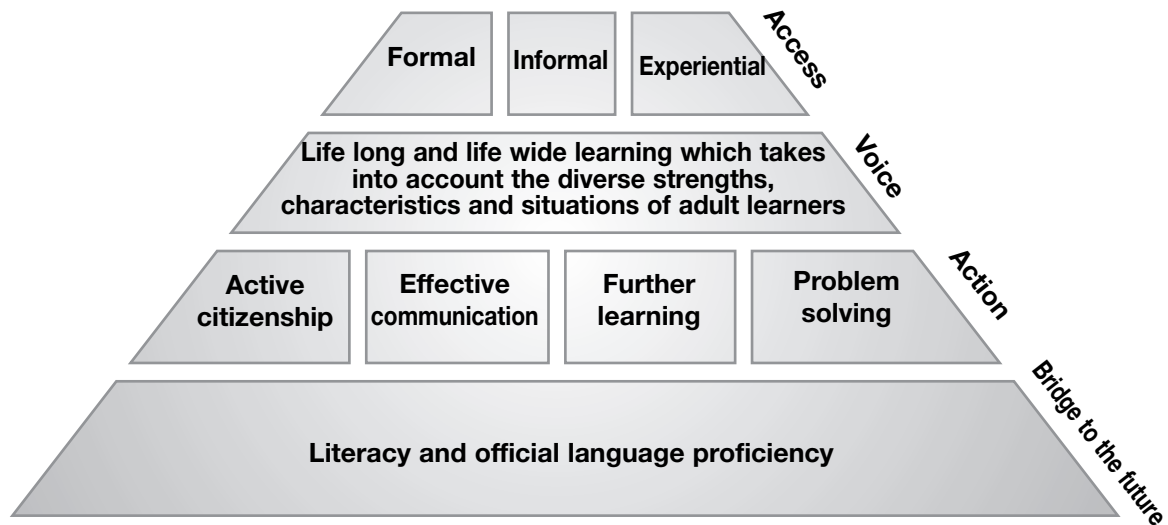 Formal
Informal
Experiential
Access
Life long and life wide learning which takes
into account the diverse strengths,
characteristics and situations of adult learners
Voice
Active
citizenship
Effective
communication
Further
learning
Problem
solving
Action
Literacy and official language proficiency
Bridge to the future